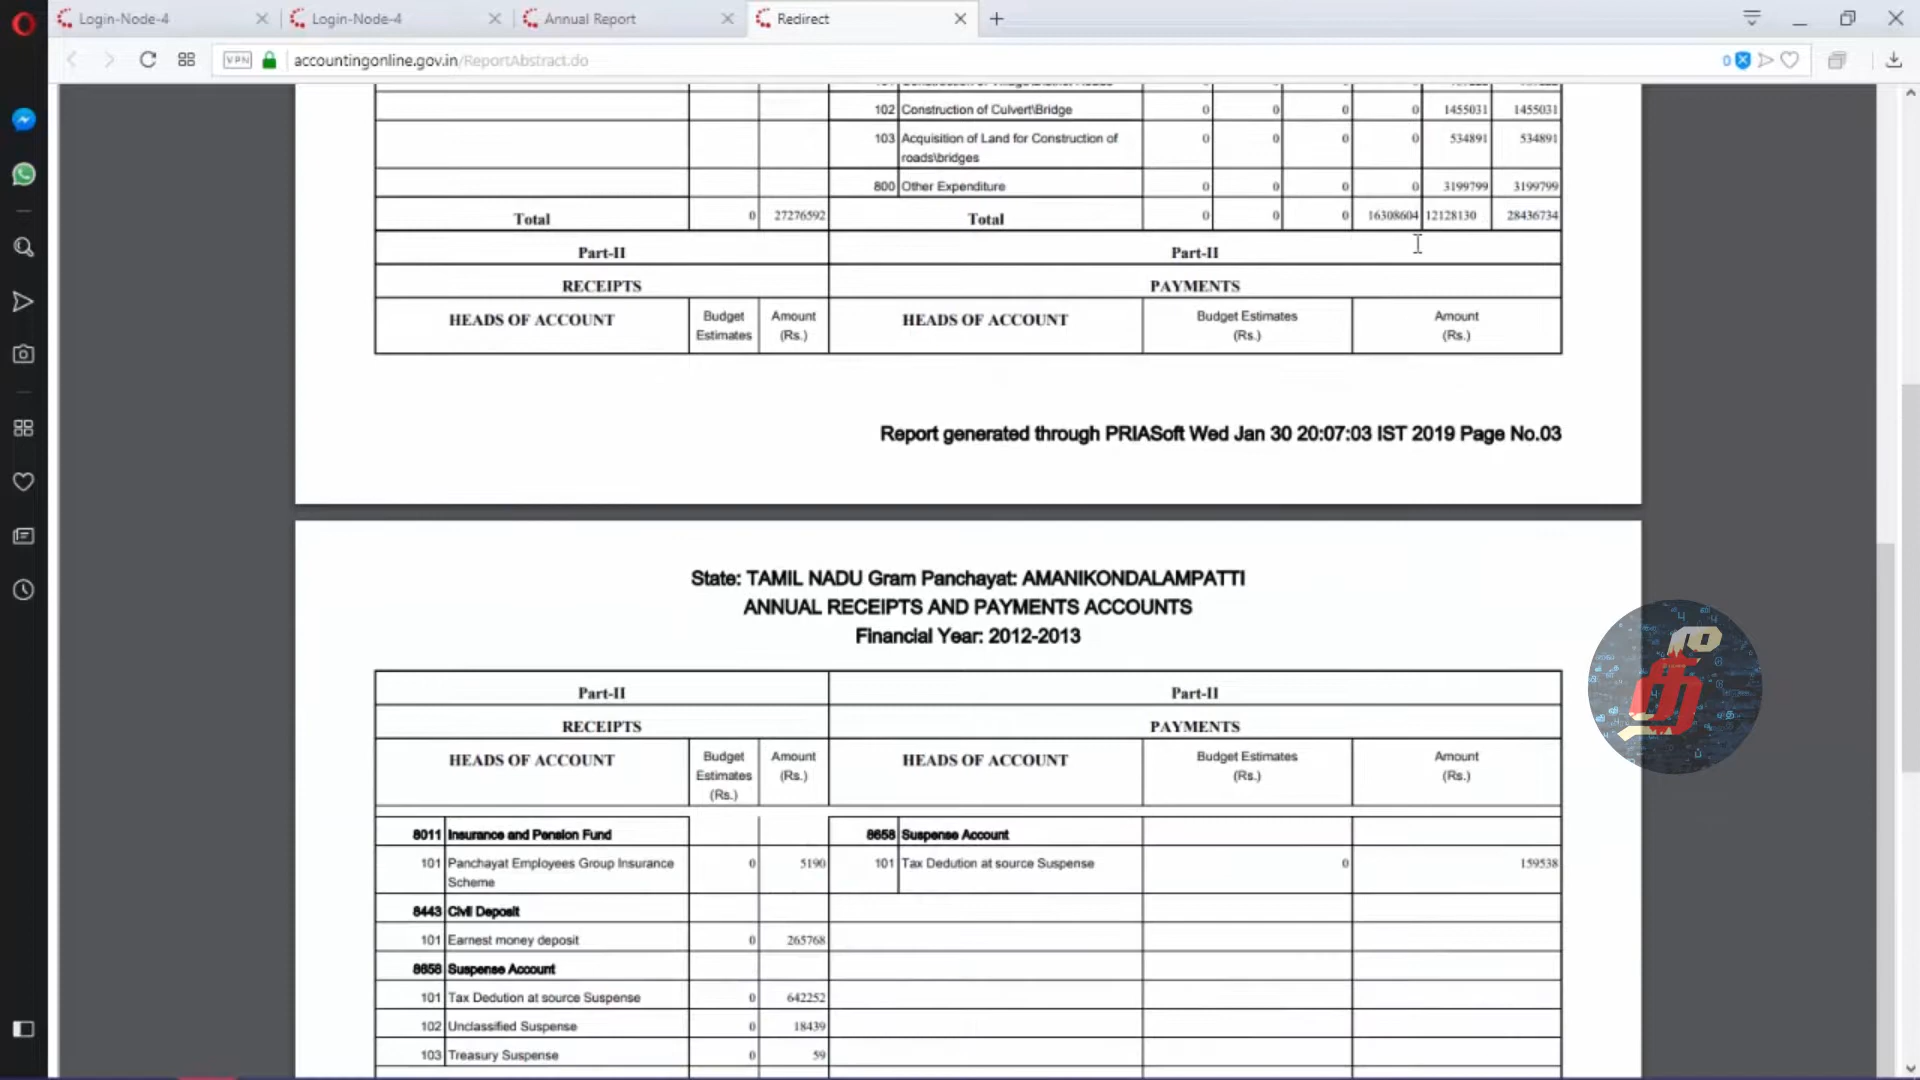 Login-Node-4
Login-Node-4
Annual Report
Redirect
VPN
accountingonline.gov.in/ReportAbstract.do
0
102 Construction of Culvert\Bridge 0 0 0 0 1455031 1455031
103 Acquisition of Land for Construction of 0 0 0 0 534891 534891
roads\bridges
800 Other Expenditure 0 0 0 0 3199799 3199799
Total 0 27276592 Total 0 0 0 16308604 12128130 28436734
Part-II Part-II
RECEIPTS PAYMENTS
HEADS OF ACCOUNT Budget Amount HEADS OF ACCOUNT Budget Estimates Amount
Estimates (Rs.) (Rs.) (Rs.)
Report generated through PRIASoft Wed Jan 30 20:07:03 IST 2019 Page No.03
State: TAMIL NADU Gram Panchayat: AMANIKONDALAMPATTI
ANNUAL RECEIPTS AND PAYMENTS ACCOUNTS
Financial Year: 2012-2013
Part-II Part-II
RECEIPTS PAYMENTS
HEADS OF ACCOUNT Budget Amount HEADS OF ACCOUNT Budget Estimates Amount
Estimates (Rs.) (Rs.) (Rs.)
(Rs.)
8011 Insurance and Pension Fund 8658 Suspense Account
101 Panchayat Employees Group Insurance 0 5190 101 Tax Dedution at source Suspense 0 159538
Scheme
8443 Civil Deposit
101 Earnest money deposit 0 265768
8658 Suspense Account
101 Tax Dedution at source Suspense 0 642252
102 Unclassified Suspense 0 18439
103 Treasury Suspense 0 59